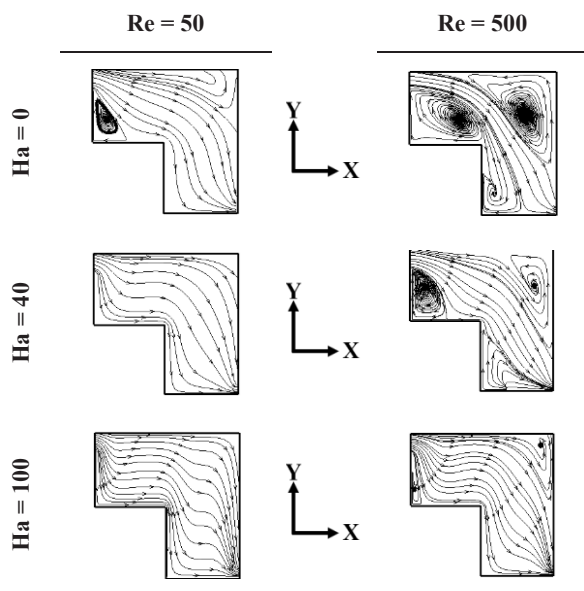 Re = 50
Re = 500
Ha = 0
Y
X
Y
X
Ha = 40
Y
X
Ha = 100